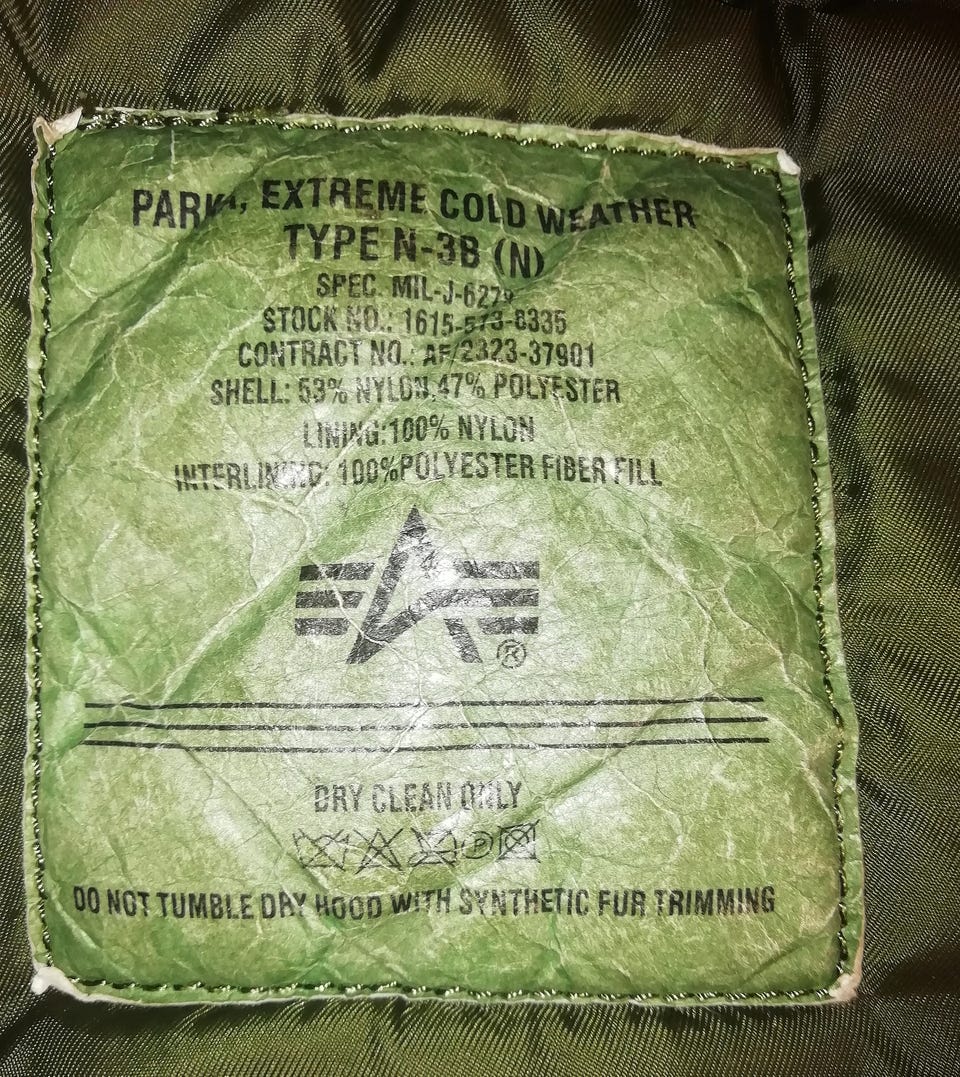 PARKA, EXTREME COLD WEATHER
TYPE N-3B (N)
SPEC. MIL-J-6279
STOCK NO.: 1615-573-8335
CONTRACT NO.: AF/2323-37901
SHELL: 53% NYLON,47% POLYESTER
LINING:100% NYLON
INTERLINING: 100%POLYESTER FIBER FILL
®
DRY CLEAN ONLY
P
DO NOT TUMBLE DRY HOOD WITH SYNTHETIC FUR TRIMMING